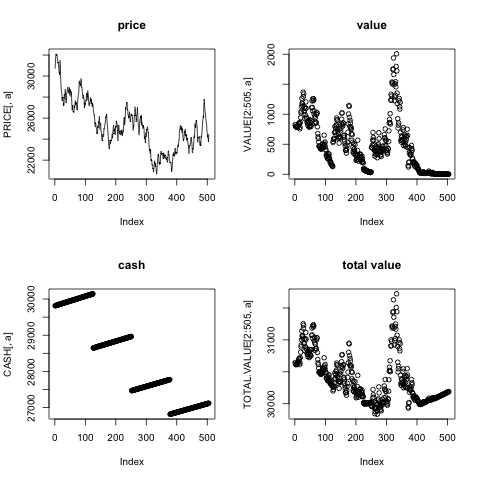 price
PRICE[, a]
22000 26000 30000
0 100 200 300 400 500
Index
value
VALUE[2:505, a]
0 500 1000 2000
0 100 200 300 400 500
Index
cash
CASH[, a]
27000 28000 29000 30000
0 100 200 300 400 500
Index
total value
TOTAL.VALUE[2:505, a]
30000 31000
0 100 200 300 400 500
Index